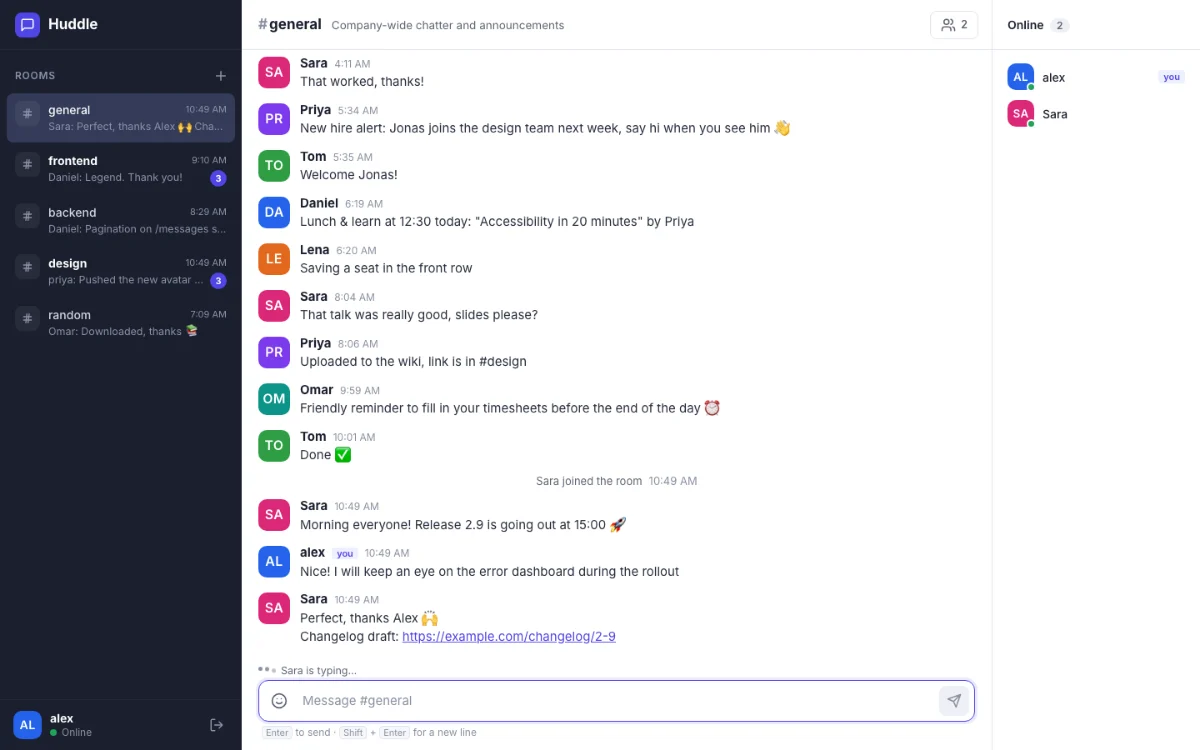 Huddle
ROOMS
general 10:49 AM
Sara: Perfect, thanks Alex 🙌 Cha...
frontend 9:10 AM
Daniel: Legend. Thank you! 3
backend 8:29 AM
Daniel: Pagination on /messages s...
design 10:49 AM
priya: Pushed the new avatar ... 3
random 7:09 AM
Omar: Downloaded, thanks 📚
AL
alex
Online
#general Company-wide chatter and announcements
2
SA
Sara 4:11 AM
That worked, thanks!
PR
Priya 5:34 AM
New hire alert: Jonas joins the design team next week, say hi when you see him 👋
TO
Tom 5:35 AM
Welcome Jonas!
DA
Daniel 6:19 AM
Lunch & learn at 12:30 today: "Accessibility in 20 minutes" by Priya
LE
Lena 6:20 AM
Saving a seat in the front row
SA
Sara 8:04 AM
That talk was really good, slides please?
PR
Priya 8:06 AM
Uploaded to the wiki, link is in #design
OM
Omar 9:59 AM
Friendly reminder to fill in your timesheets before the end of the day ⏰
TO
Tom 10:01 AM
Done ✅
Sara joined the room 10:49 AM
SA
Sara 10:49 AM
Morning everyone! Release 2.9 is going out at 15:00 🚀
AL
alex you 10:49 AM
Nice! I will keep an eye on the error dashboard during the rollout
SA
Sara 10:49 AM
Perfect, thanks Alex 🙌
Changelog draft: https://example.com/changelog/2-9
Sara is typing...
Message #general
Enter to send · Shift + Enter for a new line
Online 2
AL alex you
SA Sara